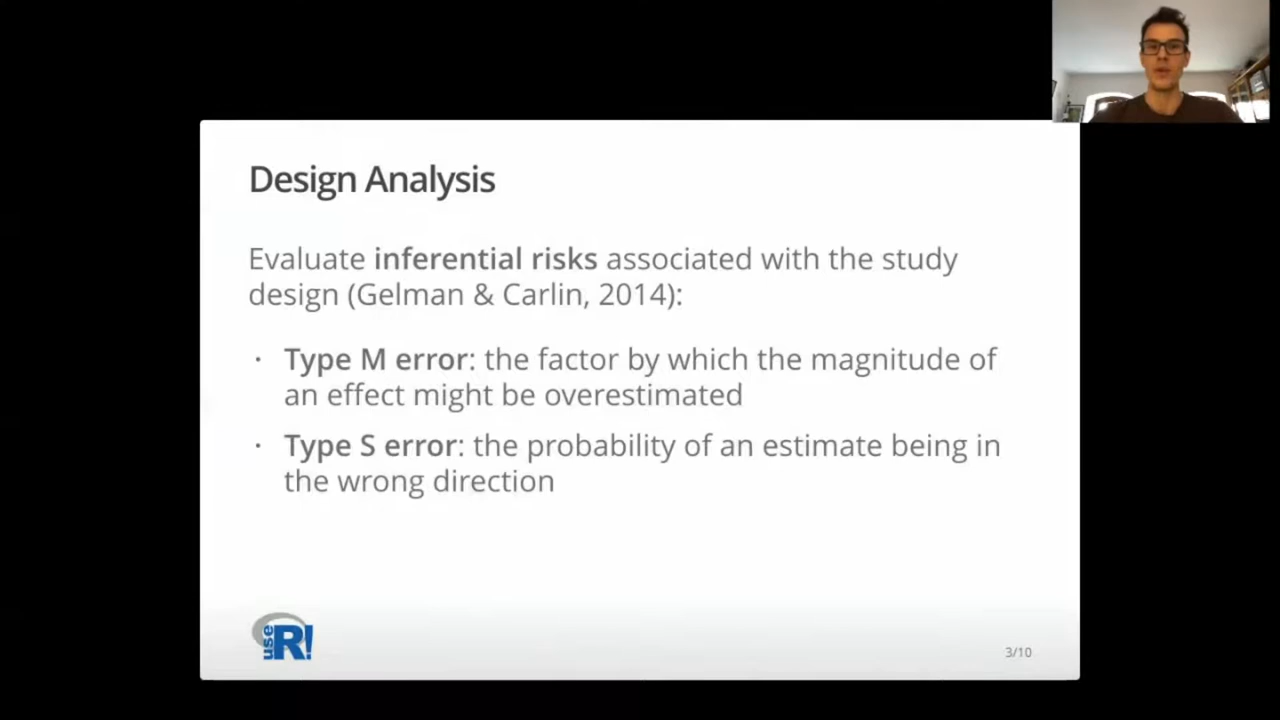 Design Analysis
Evaluate inferential risks associated with the study
design (Gelman & Carlin, 2014):
· Type M error: the factor by which the magnitude of
an effect might be overestimated
· Type S error: the probability of an estimate being in
the wrong direction
use R!
3/10